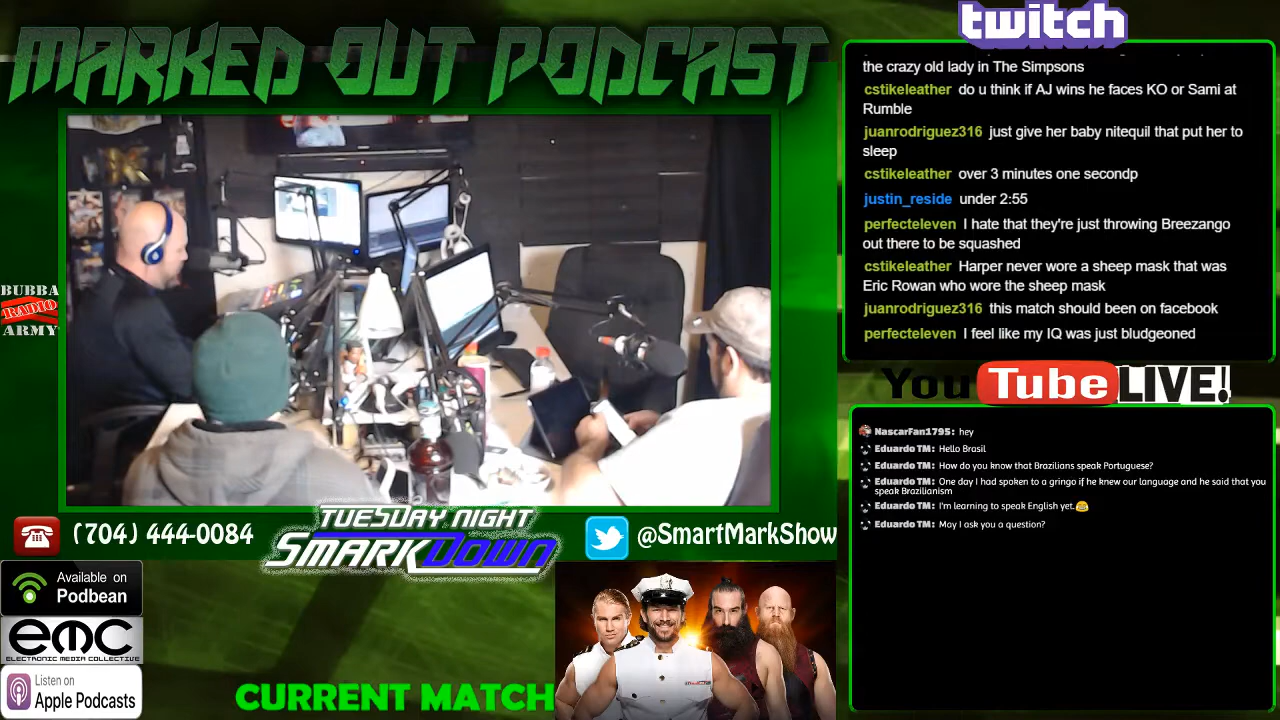 MARKED OUT PODCAST
twitch
the crazy old lady in The Simpsons
cstikeleather do u think if AJ wins he faces KO or Sami at
Rumble
juanrodriguez316 just give her baby nitequil that put her to
sleep
cstikeleather over 3 minutes one secondp
justin_reside under 2:55
perfecteleven I hate that they're just throwing Breezango
out there to be squashed
cstikeleather Harper never wore a sheep mask that was
Eric Rowan who wore the sheep mask
juanrodriguez316 this match should been on facebook
perfecteleven I feel like my IQ was just bludgeoned
BUBBA
RADIO
ARMY
YouTube LIVE!
NascarFan1795: hey
Eduardo TM: Hello Brasil
Eduardo TM: How do you know that Brazilians speak Portuguese?
Eduardo TM: One day I had spoken to a gringo if he knew our language and he said that you
speak Brazilianism
Eduardo TM: I'm learning to speak English yet.😂
Eduardo TM: May I ask you a question?
(704) 444-0084
TUESDAY NIGHT
SMARKDOWN
@SmartMarkShow
Available on
Podbean
emc
ELECTRONIC MEDIA COLLECTIVE
Listen on
Apple Podcasts
CURRENT MATCH